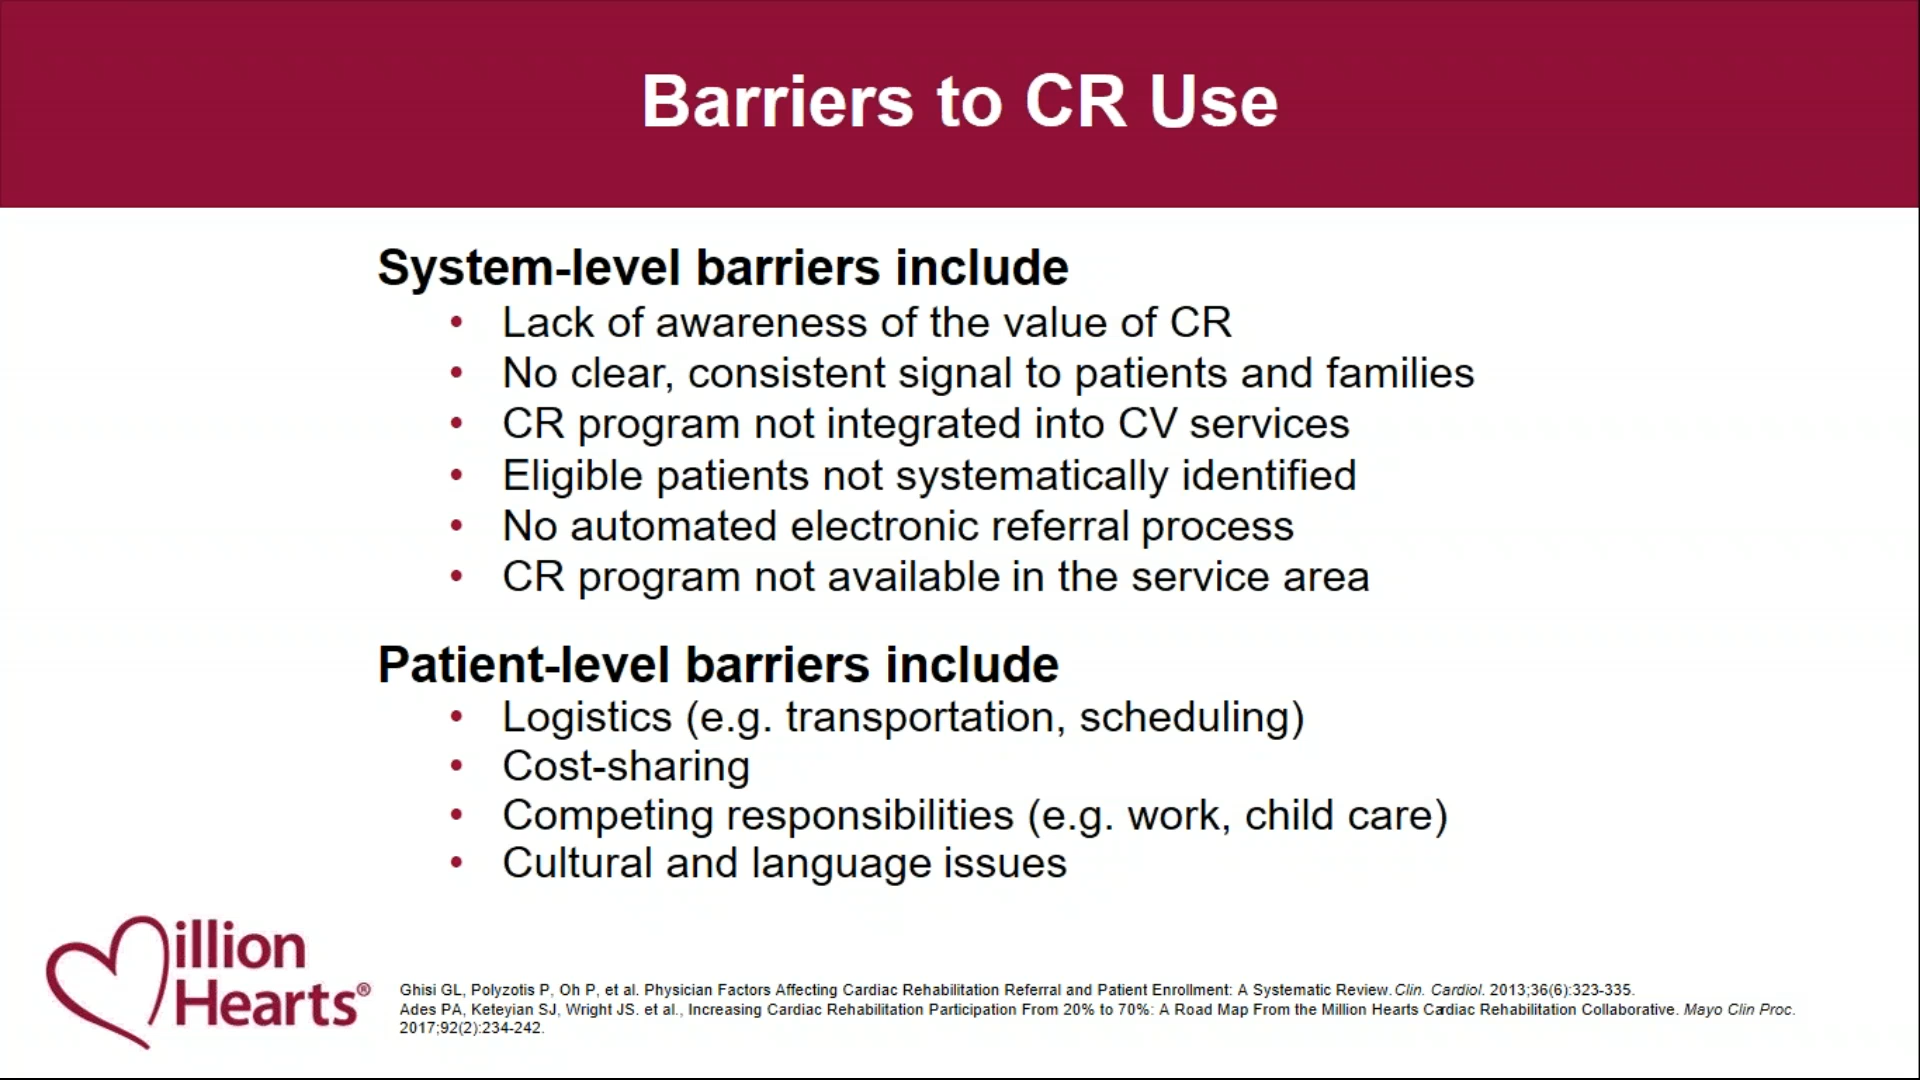 Barriers to CR Use
System-level barriers include
• Lack of awareness of the value of CR
• No clear, consistent signal to patients and families
• CR program not integrated into CV services
• Eligible patients not systematically identified
• No automated electronic referral process
• CR program not available in the service area
Patient-level barriers include
• Logistics (e.g. transportation, scheduling)
• Cost-sharing
• Competing responsibilities (e.g. work, child care)
• Cultural and language issues
Million
Hearts®
Ghisi GL, Polyzotis P, Oh P, et al. Physician Factors Affecting Cardiac Rehabilitation Referral and Patient Enrollment: A Systematic Review. Clin. Cardiol. 2013;36(6):323-335.
Ades PA, Keteyian SJ, Wright JS. et al., Increasing Cardiac Rehabilitation Participation From 20% to 70%: A Road Map From the Million Hearts Cardiac Rehabilitation Collaborative. Mayo Clin Proc.
2017;92(2):234-242.